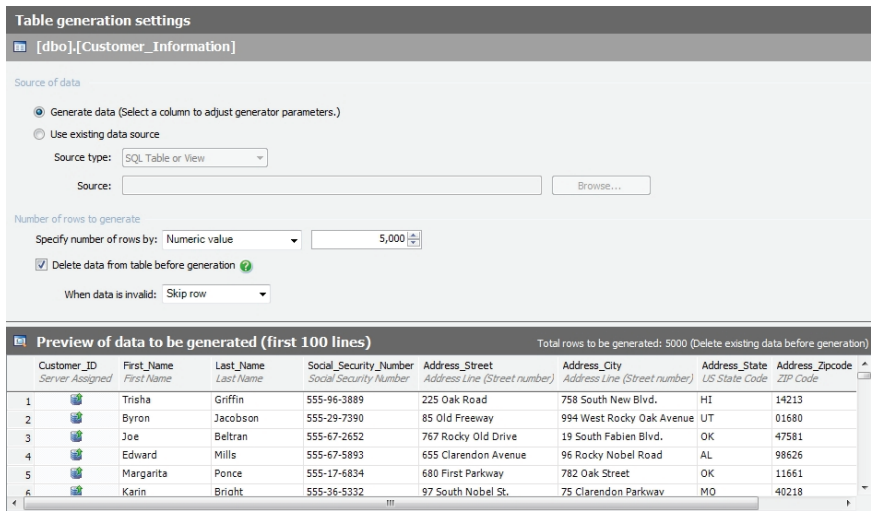 Table generation settings
[dbo].[Customer_Information]
Source of data
Generate data (Select a column to adjust generator parameters.)
Use existing data source
Source type: SQL Table or View
Source: Browse...
Number of rows to generate
Specify number of rows by: Numeric value 5,000
Delete data from table before generation
When data is invalid: Skip row
Preview of data to be generated (first 100 lines) Total rows to be generated: 5000 (Delete existing data before generation)
Customer_ID First_Name Last_Name Social_Security_Number Address_Street Address_City Address_State Address_Zipcode
Server Assigned First Name Last Name Social Security Number Address Line (Street number) Address Line (Street number) US State Code ZIP Code
1 Trisha Griffin 555-96-3889 225 Oak Road 758 South New Blvd. HI 14213
2 Byron Jacobson 555-29-7390 85 Old Freeway 994 West Rocky Oak Avenue UT 01680
3 Joe Beltran 555-67-2652 767 Rocky Old Drive 19 South Fabien Blvd. OK 47581
4 Edward Mills 555-67-5893 655 Clarendon Avenue 96 Rocky Nobel Road AL 98626
5 Margarita Ponce 555-17-6834 680 First Parkway 782 Oak Street OK 11661
6 Karin Bright 555-36-5332 97 South Nobel St. 75 Clarendon Parkway MO 40218